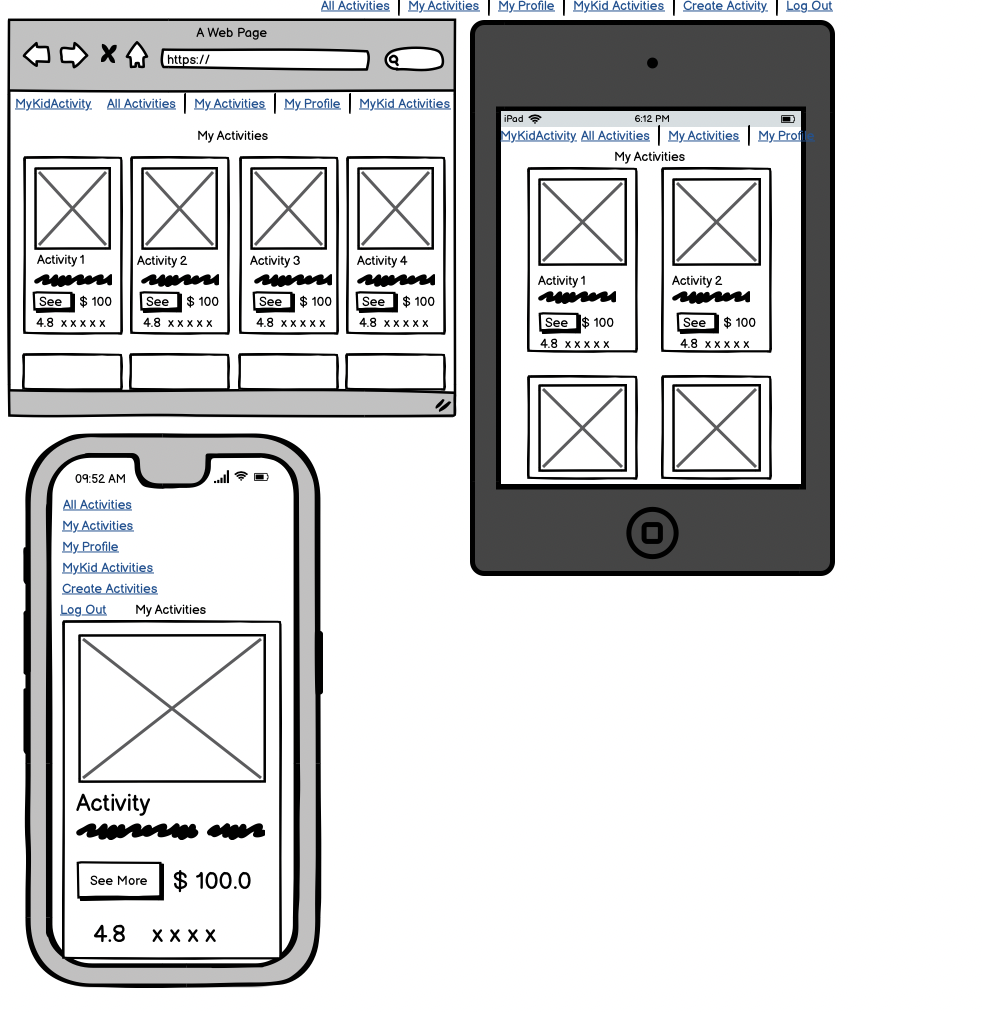 All Activities My Activities My Profile MyKid Activities Create Activity Log Out
A Web Page
https://
MyKidActivity All Activities My Activities My Profile MyKid Activities
My Activities
Activity 1 Activity 2 Activity 3 Activity 4
See $ 100 See $ 100 See $ 100 See $ 100
4.8 x x x x x 4.8 x x x x x 4.8 x x x x x 4.8 x x x x x
iPad 6:12 PM
MyKidActivity All Activities My Activities My Profile
My Activities
Activity 1 Activity 2
See $ 100 See $ 100
4.8 x x x x x 4.8 x x x x x
09:52 AM
All Activities
My Activities
My Profile
MyKid Activities
Create Activities
Log Out My Activities
Activity
See More $ 100.0
4.8 x x x x